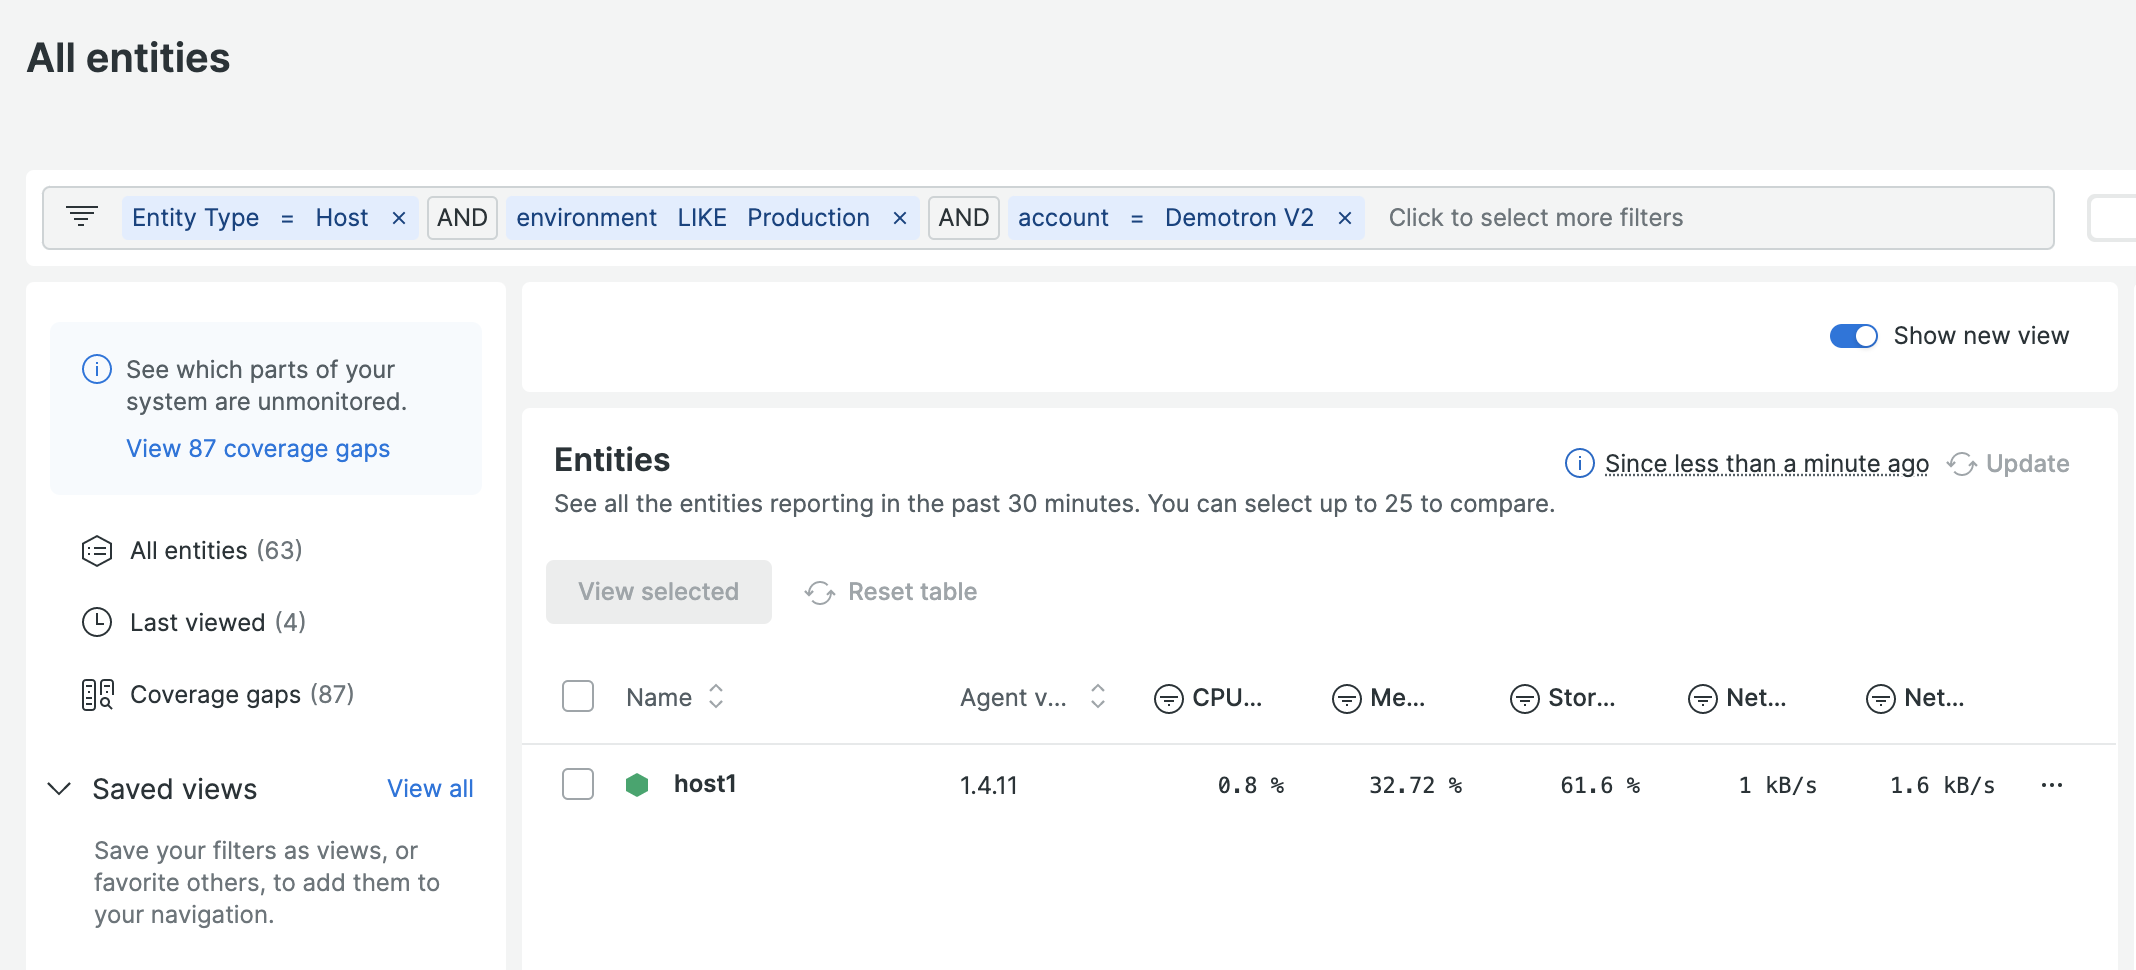 All entities
Entity Type = Host × AND environment LIKE Production × AND account = Demotron V2 × Click to select more filters
See which parts of your
system are unmonitored.
View 87 coverage gaps
All entities (63)
Last viewed (4)
Coverage gaps (87)
Saved views View all
Save your filters as views, or
favorite others, to add them to
your navigation.
Show new view
Entities
Since less than a minute ago Update
See all the entities reporting in the past 30 minutes. You can select up to 25 to compare.
View selected Reset table
Name Agent v... CPU... Me... Stor... Net... Net...
host1 1.4.11 0.8 % 32.72 % 61.6 % 1 kB/s 1.6 kB/s ...